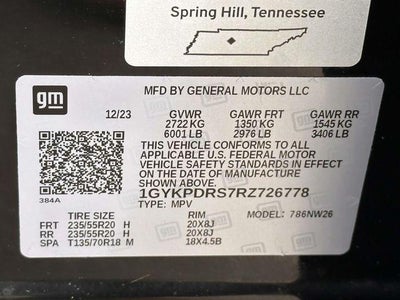 Spring Hill, Tennessee
gm
MFD BY GENERAL MOTORS LLC
12/23 GVWR GAWR FRT GAWR RR
2722 KG 1350 KG 1545 KG
6001 LB 2976 LB 3406 LB
THIS VEHICLE CONFORMS TO ALL
APPLICABLE U.S. FEDERAL MOTOR
VEHICLE SAFETY STANDARDS IN EFFECT
ON THE DATE OF MANUFACTURE
SHOWN ABOVE.
1GYKPDRS7RZ726778
384A
TYPE: MPV MODEL: 786NW26
TIRE SIZE RIM
FRT 235/55R20 H 20X8J
RR 235/55R20 H 20X8J
SPA T135/70R18 M 18X4.5B